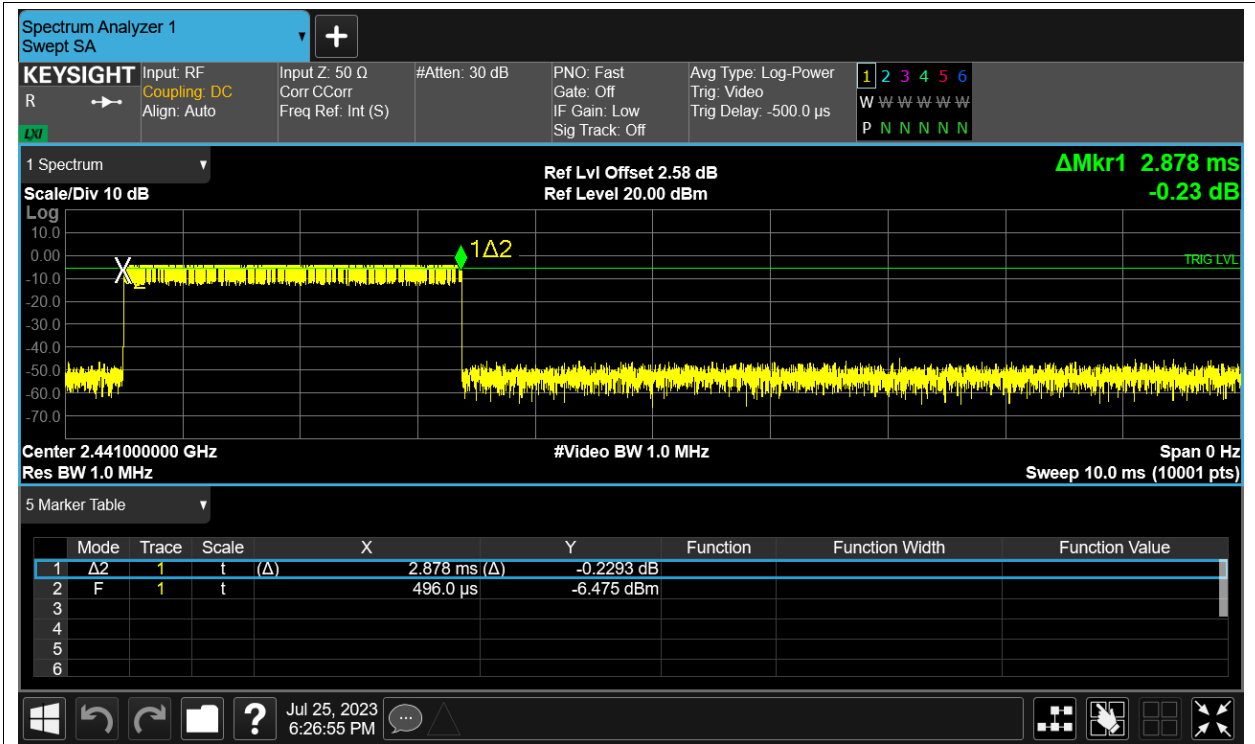 Spectrum Analyzer 1
Swept SA
KEYSIGHT
R
LXI
Input: RF
Coupling: DC
Align: Auto
Input Z: 50 Ω
Corr CCorr
Freq Ref: Int (S)
#Atten: 30 dB
PNO: Fast
Gate: Off
IF Gain: Low
Sig Track: Off
Avg Type: Log-Power
Trig: Video
Trig Delay: -500.0 µs
1 2 3 4 5 6
W W W W W W
P N N N N N
1 Spectrum
Scale/Div 10 dB
Ref Lvl Offset 2.58 dB
Ref Level 20.00 dBm
ΔMkr1 2.878 ms
-0.23 dB
Log
10.0
0.00
-10.0
-20.0
-30.0
-40.0
-50.0
-60.0
-70.0
X
2
1Δ2
TRIG LVL
Center 2.441000000 GHz
Res BW 1.0 MHz
#Video BW 1.0 MHz
Span 0 Hz
Sweep 10.0 ms (10001 pts)
5 Marker Table
Mode Trace Scale X Y Function Function Width Function Value
1 Δ2 1 t (Δ) 2.878 ms (Δ) -0.2293 dB
2 F 1 t 496.0 µs -6.475 dBm
3
4
5
6
?
Jul 25, 2023
6:26:55 PM